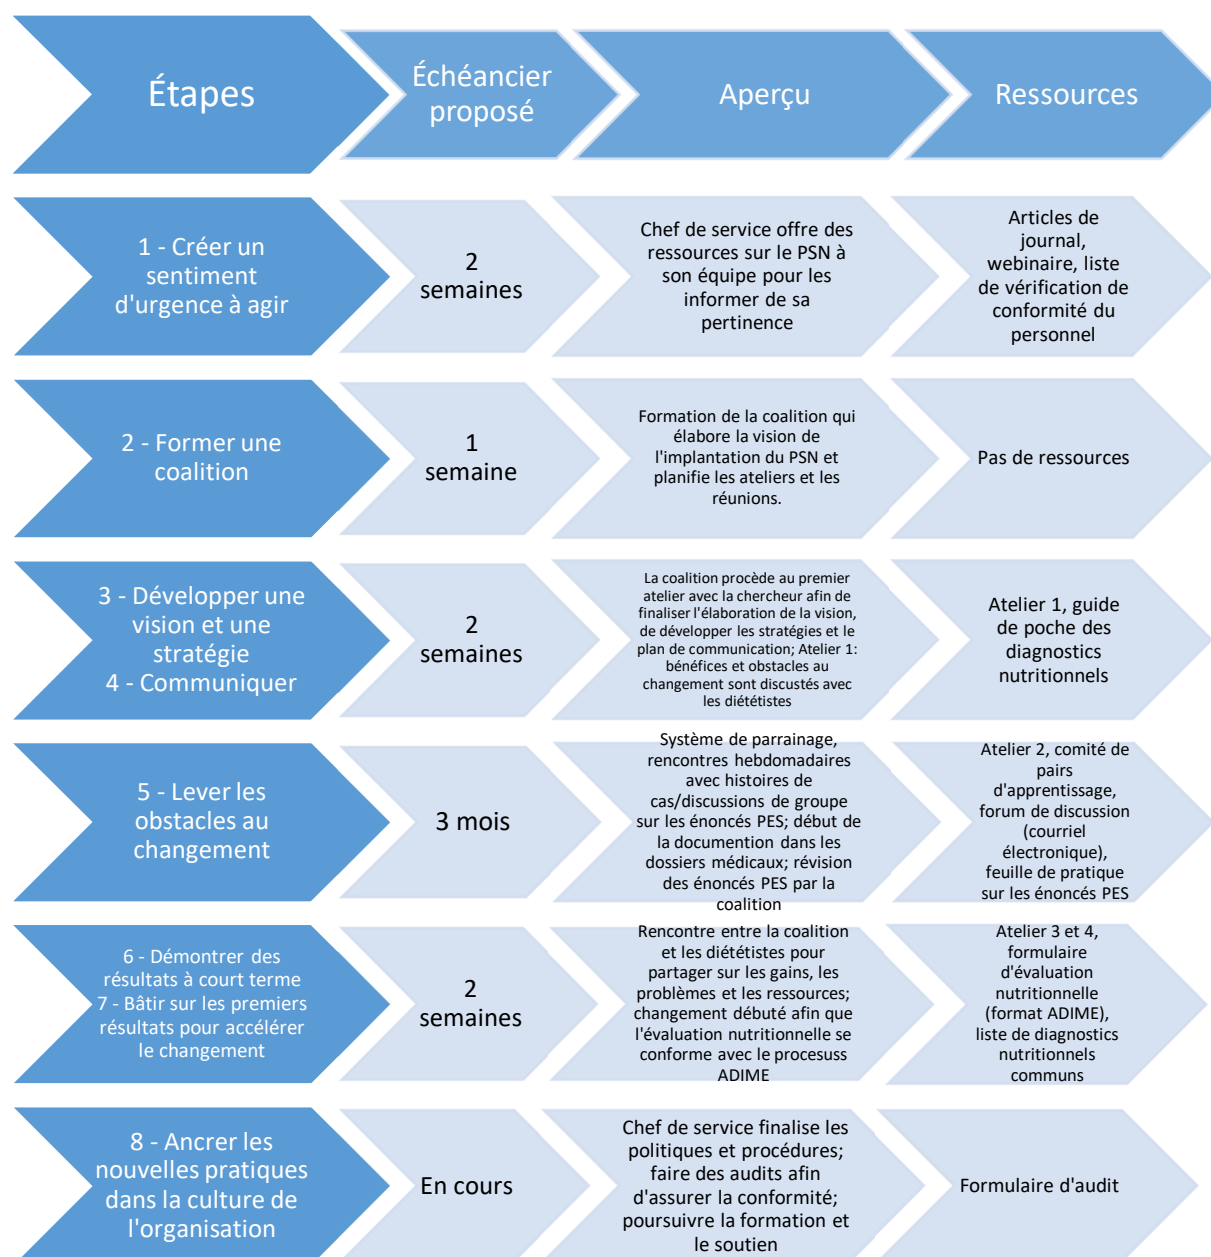 Étapes
Échéancier
proposé
Aperçu
Ressources
1 - Créer un
sentiment
d'urgence à agir
2
semaines
Chef de service offre des
ressources sur le PSN à
son équipe pour les
informer de sa
pertinence
Articles de
journal,
webinaire, liste
de vérification de
conformité du
personnel
2 - Former une
coalition
1
semaine
Formation de la coalition qui
élabore la vision de
l'implantation du PSN et
planifie les ateliers et les
réunions.
Pas de ressources
3 - Développer une
vision et une
stratégie
4 - Communiquer
2
semaines
La coalition procède au premier
atelier avec la chercheur afin de
finaliser l'élaboration de la vision,
de développer les stratégies et le
plan de communication; Atelier 1:
bénéfices et obstacles au
changement sont discustés avec
les diététistes
Atelier 1, guide
de poche des
diagnostics
nutritionnels
5 - Lever les
obstacles au
changement
3 mois
Système de parrainage,
rencontres hebdomadaires
avec histoires de
cas/discussions de groupe
sur les énoncés PES; début de
la documention dans les
dossiers médicaux; révision
des énoncés PES par la
coalition
Atelier 2, comité de
pairs
d'apprentissage,
forum de discussion
(courriel
électronique),
feuille de pratique
sur les énoncés PES
6 - Démontrer des
résultats à court terme
7 - Bâtir sur les premiers
résultats pour accélérer
le changement
2
semaines
Rencontre entre la coalition
et les diététistes pour
partager sur les gains, les
problèmes et les ressources;
changement débuté afin que
l'évaluation nutritionnelle se
conforme avec le procesuss
ADIME
Atelier 3 et 4,
formulaire
d'évaluation
nutritionnelle
(format ADIME),
liste de diagnostics
nutritionnels
communs
8 - Ancrer les
nouvelles pratiques
dans la culture de
l'organisation
En cours
Chef de service finalise les
politiques et procédures;
faire des audits afin
d'assurer la conformité;
poursuivre la formation et
le soutien
Formulaire d'audit